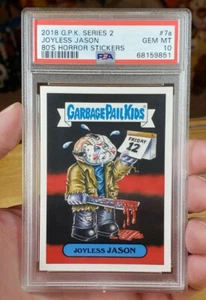 2018 G.P.K. SERIES 2 #7a
JOYLESS JASON GEM MT
80'S HORROR STICKERS 10
PSA 68159851
GARBAGE PAIL KIDS
FRIDAY
12
JOYLESS JASON